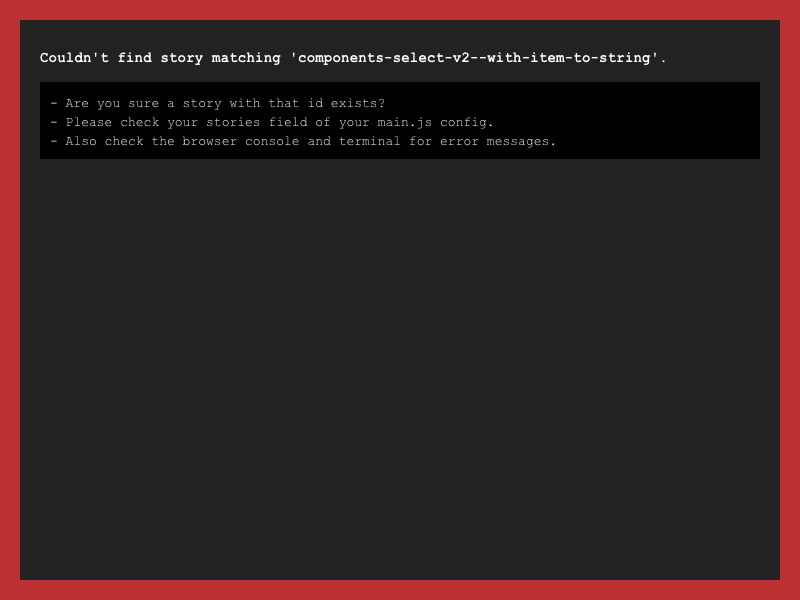 Couldn't find story matching 'components-select-v2--with-item-to-string'.
- Are you sure a story with that id exists?
- Please check your stories field of your main.js config.
- Also check the browser console and terminal for error messages.